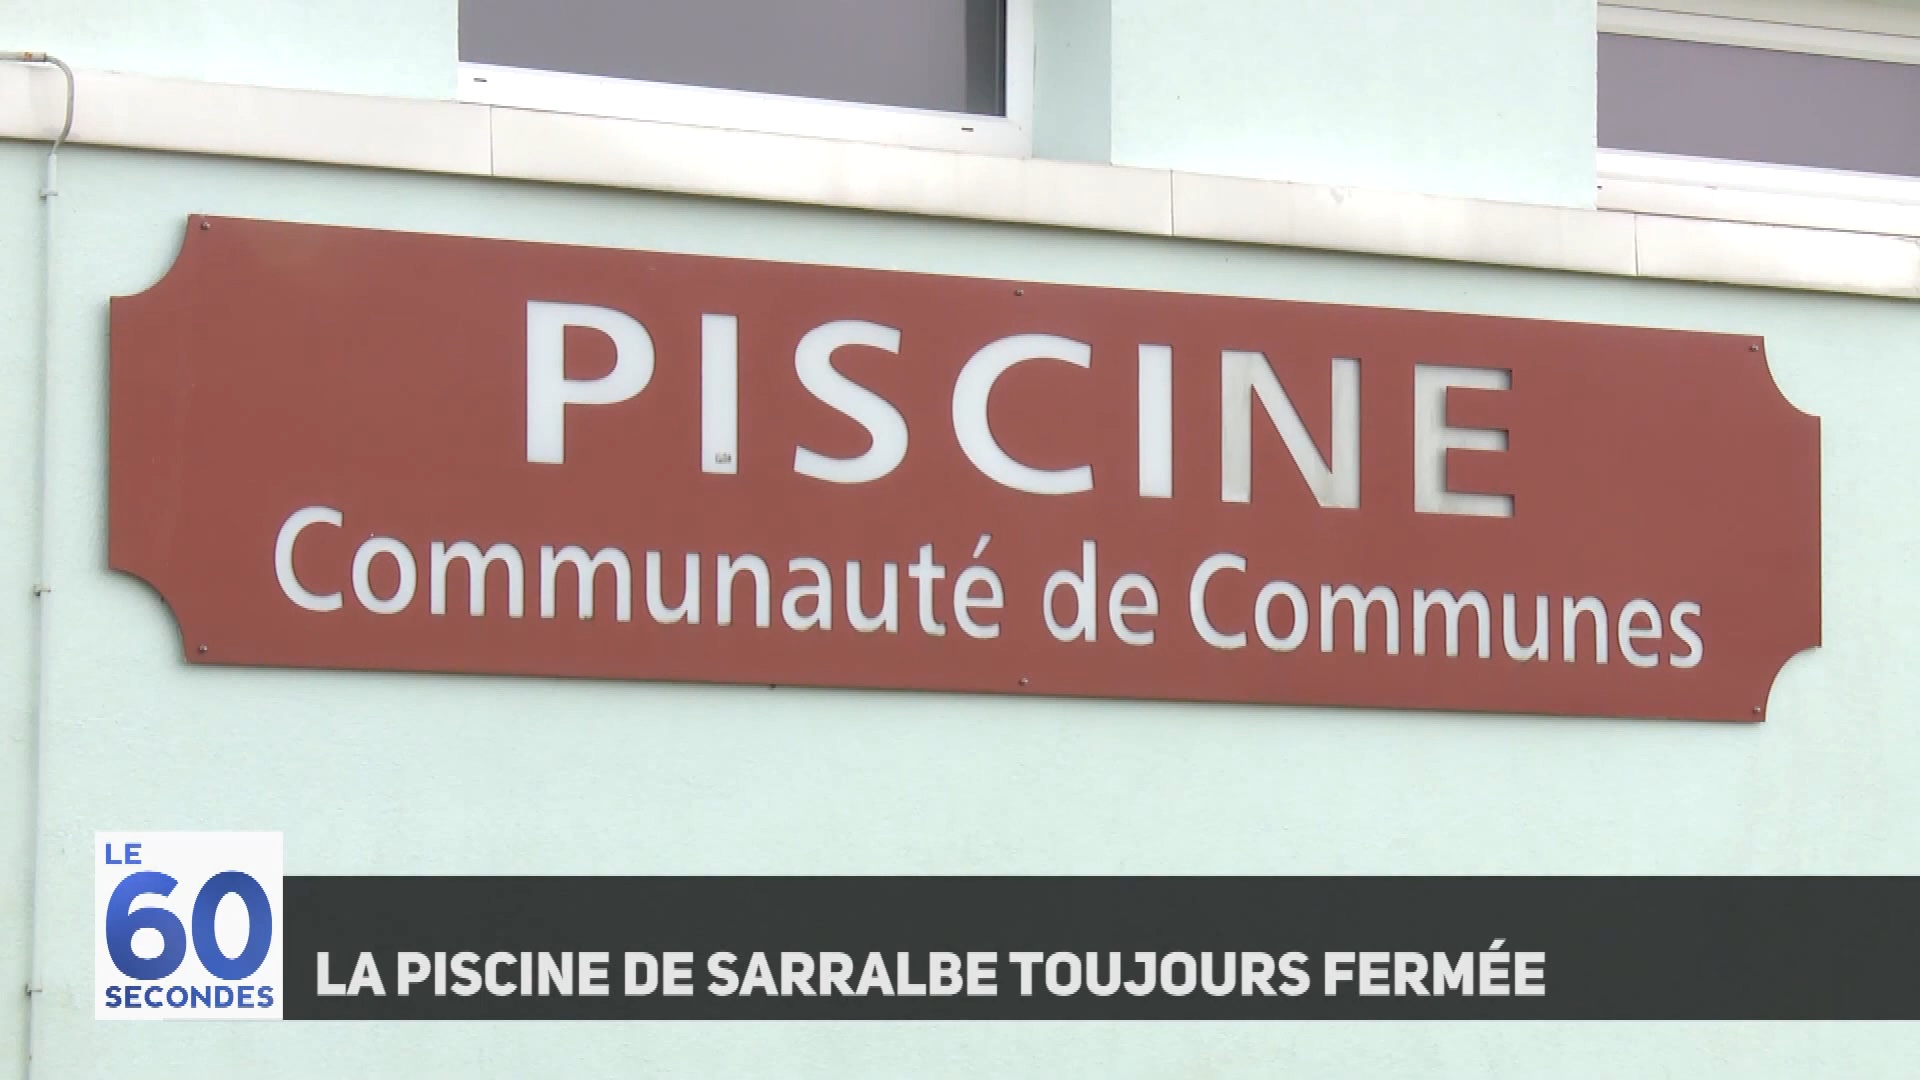 PISCINE
Communauté de Communes
LE
60
SECONDES
LA PISCINE DE SARRALBE TOUJOURS FERMÉE